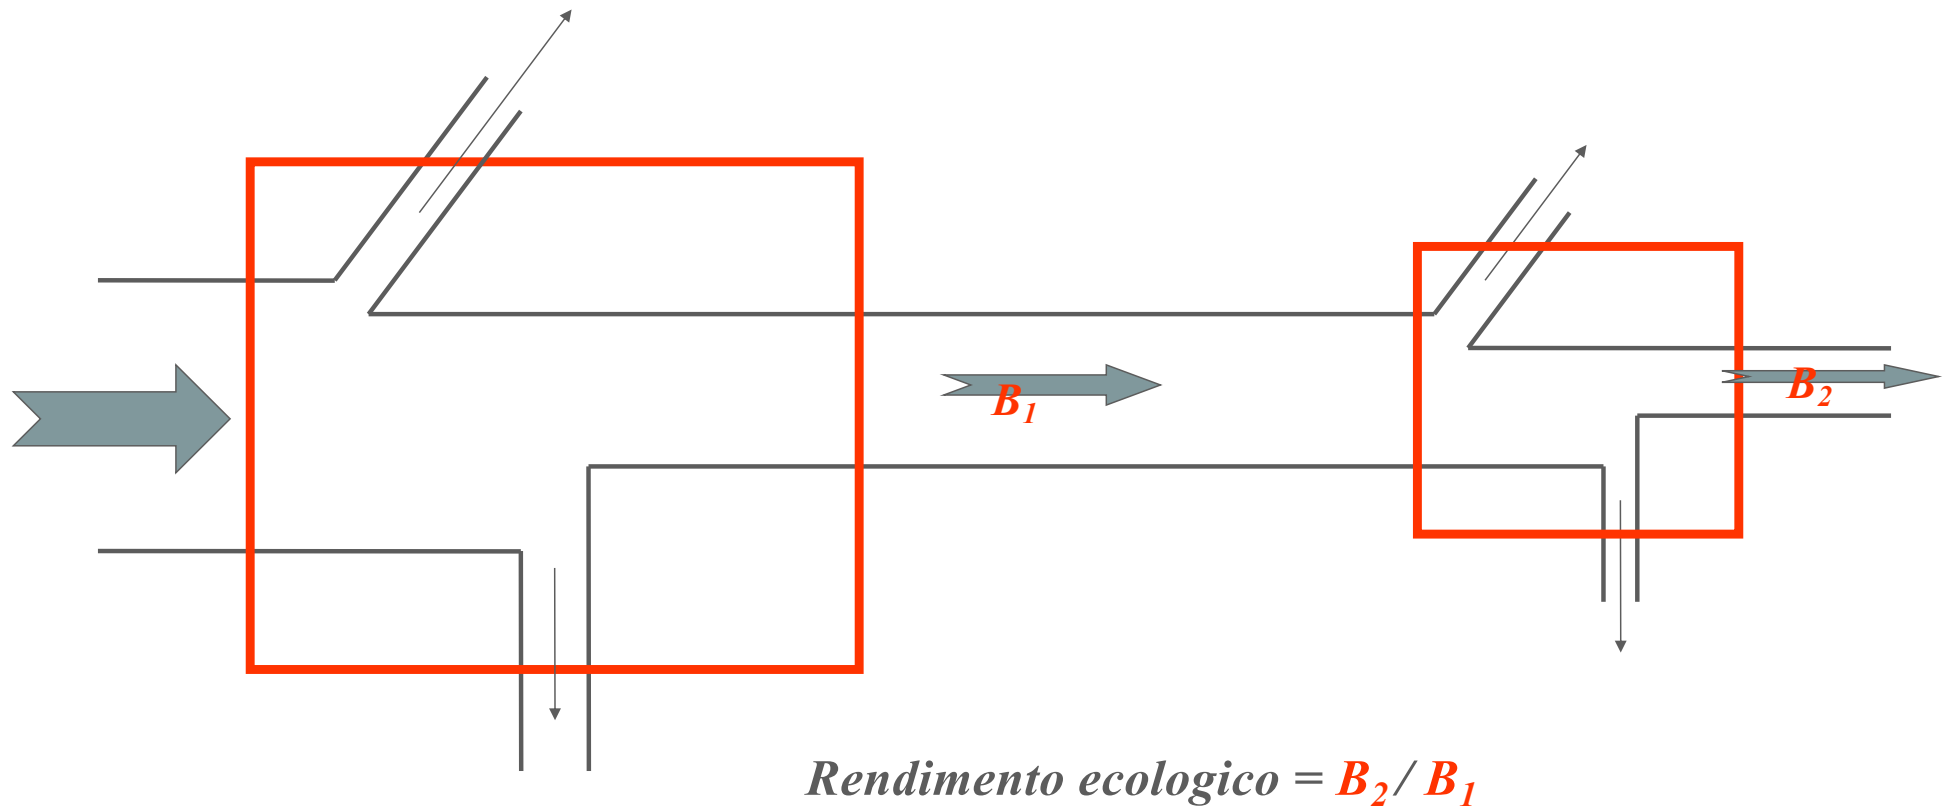 B₁
B₂
Rendimento ecologico = B₂ / B₁